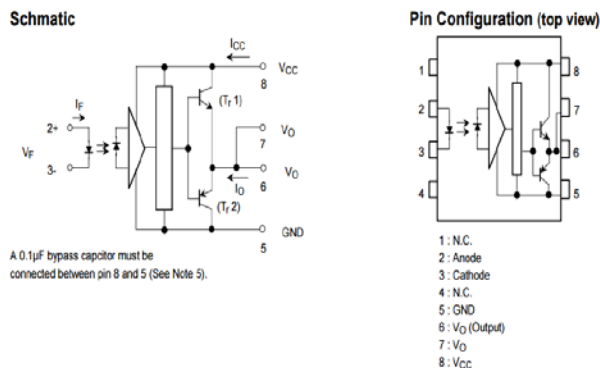 Schmatic
ICC
8
VCC
(Tr 1)
IF
2+
VF
3-
7
VO
6
VO
IO
(Tr 2)
GND
5
A 0.1μF bypass capcitor must be
connected between pin 8 and 5 (See Note 5).
Pin Configuration (top view)
1
8
2
7
3
6
4
5
1 : N.C.
2 : Anode
3 : Cathode
4 : N.C.
5 : GND
6 : VO (Output)
7 : VO
8 : VCC